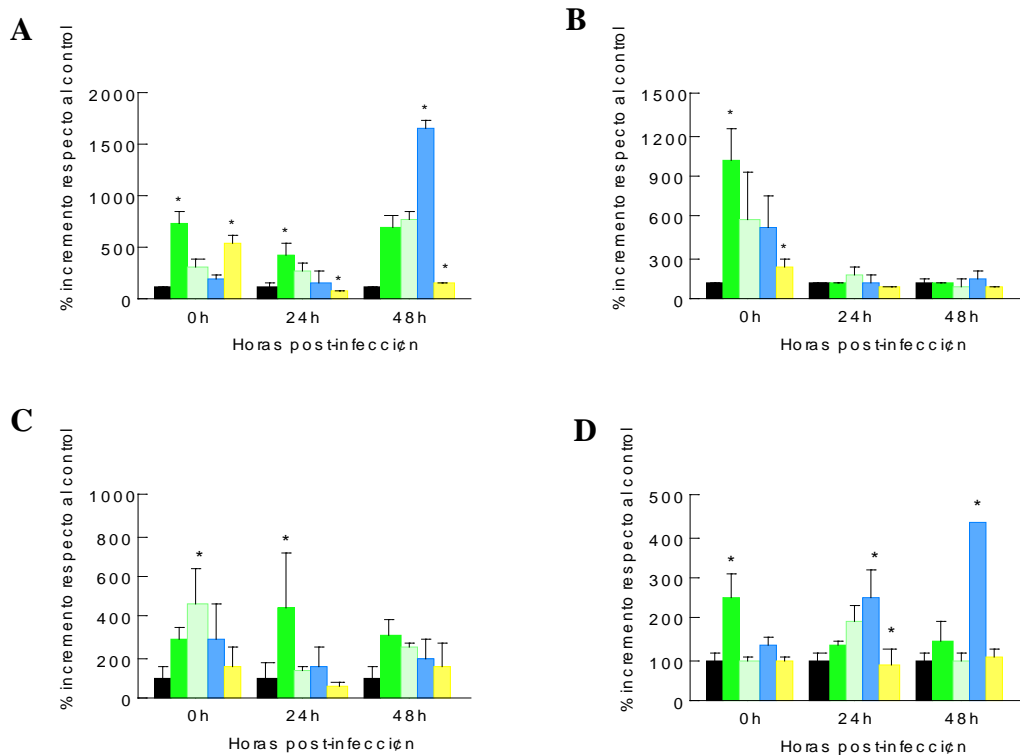 A
% incremento respecto al control
2000
1500
1000
500
0
*
*
*
*
*
*
0h
24h
48h
Horas post-infecci¢n
B
% incremento respecto al control
1500
1200
900
600
300
0
*
*
0h
24h
48h
Horas post-infecci¢n
C
% incremento respecto al control
1000
800
600
400
200
0
*
*
0h
24h
48h
Horas post-infecci¢n
D
% incremento respecto al control
500
400
300
200
100
0
*
*
*
*
0h
24h
48h
Horas post-infecci¢n